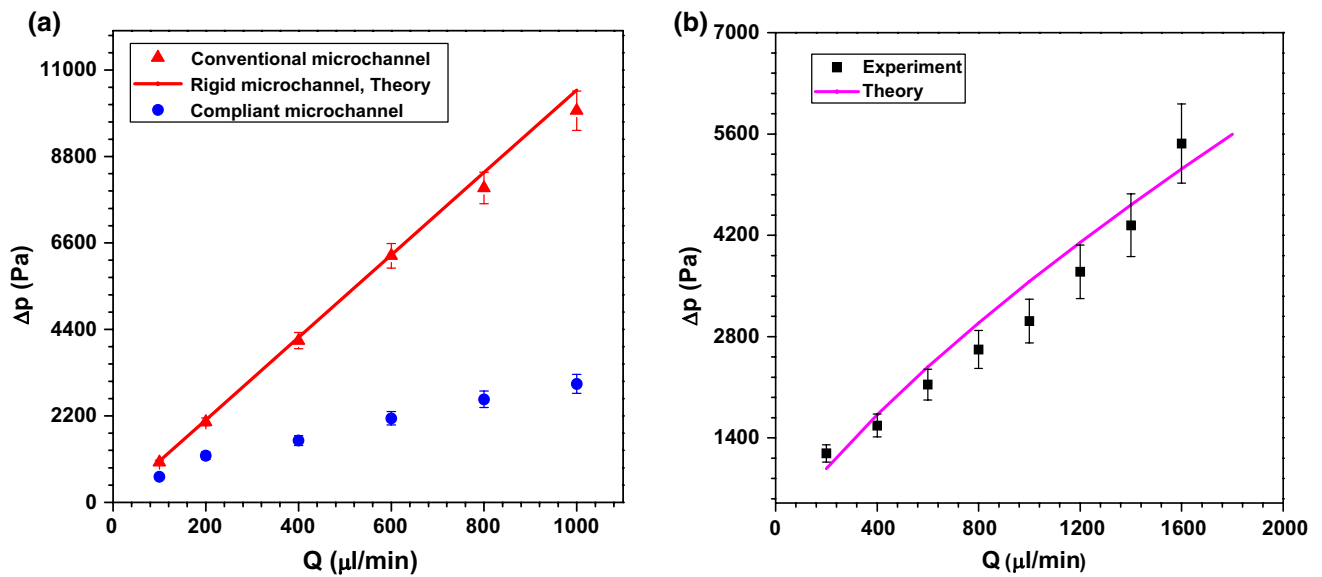 (a)
Conventional microchannel
Rigid microchannel, Theory
Compliant microchannel
11000
8800
6600
4400
2200
0
Δp (Pa)
0 200 400 600 800 1000
Q (μl/min)
(b)
Experiment
Theory
7000
5600
4200
2800
1400
Δp (Pa)
0 400 800 1200 1600 2000
Q (μl/min)